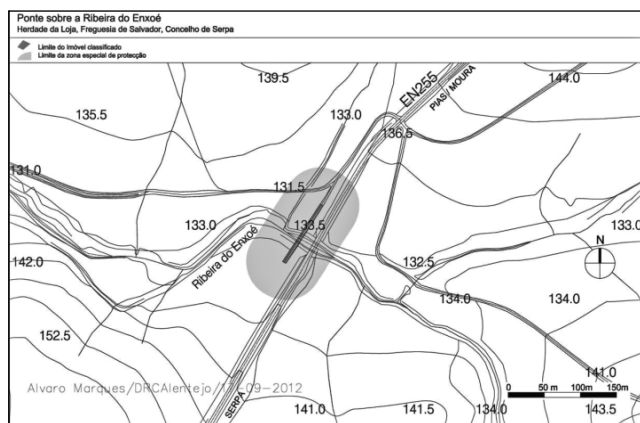 Ponte sobre a Ribeira do Enxoé
Herdade da Loja, Freguesia de Salvador, Concelho de Serpa
Limite do imóvel classificado
Limite da zona especial de protecção
139.5
EN255
PIAS / MOURA
144.0
135.5
133.0
136.5
131.0
131.5
133.0
133.5
133.0
Ribeira do Enxoé
142.0
132.5
N
134.0
134.0
152.5
141.0
Alvaro Marques/DRCAlentejo/17-09-2012
0 50 m 100m 150m
SERPA
141.0
141.5
134.0
143.5